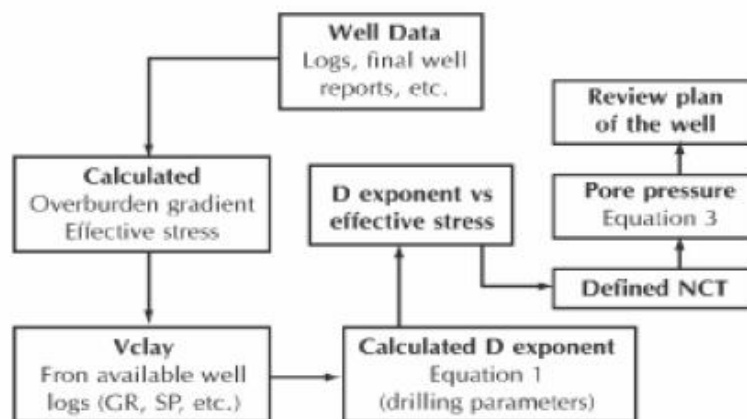 Well Data
Logs, final well
reports, etc.
Calculated
Overburden gradient
Effective stress
Vclay
Fron available well
logs (GR, SP, etc.)
Calculated D exponent
Equation 1
(drilling parameters)
D exponent vs
effective stress
Defined NCT
Pore pressure
Equation 3
Review plan
of the well